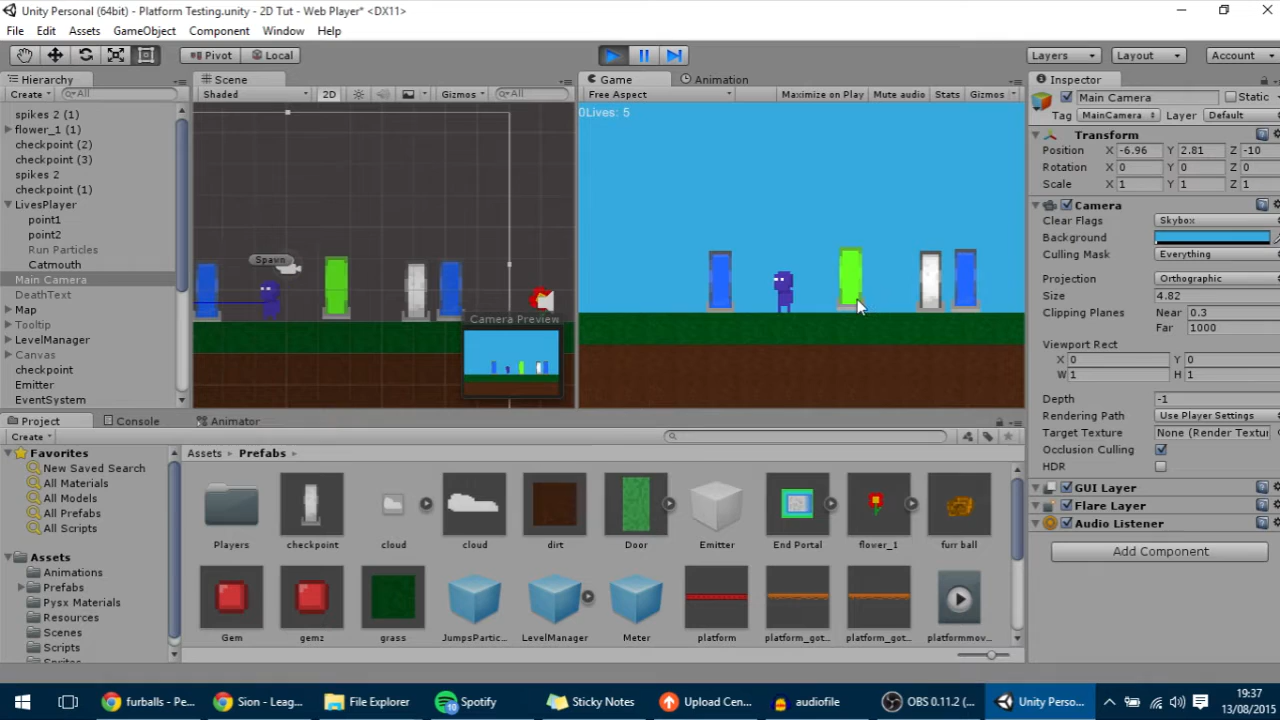 Unity Personal (64bit) - Platform Testing.unity - 2D Tut - Web Player* <DX11>
File Edit Assets GameObject Component Window Help
Pivot Local Layers Layout Account
Hierarchy Scene Game Animation Inspector
Create All Shaded 2D Gizmos All Free Aspect Maximize on Play Mute audio Stats Gizmos
Main Camera Static
Tag MainCamera Layer Default
spikes 2 (1)
flower_1 (1)
checkpoint (2)
checkpoint (3)
spikes 2
checkpoint (1)
LivesPlayer
point1
point2
Run Particles
Catmouth
Main Camera
DeathText
Map
Tooltip
LevelManager
Canvas
checkpoint
Emitter
EventSystem
Spawn
Camera Preview
0Lives: 5
Transform
Position X -6.96 Y 2.81 Z -10
Rotation X 0 Y 0 Z 0
Scale X 1 Y 1 Z 1
Camera
Clear Flags Skybox
Background
Culling Mask Everything
Projection Orthographic
Size 4.82
Clipping Planes Near 0.3
Far 1000
Viewport Rect
X 0 Y 0
W 1 H 1
Depth -1
Rendering Path Use Player Settings
Target Texture None (Render Textu
Occlusion Culling
HDR
GUI Layer
Flare Layer
Audio Listener
Add Component
Project Console Animator
Create
Favorites
New Saved Search
All Materials
All Models
All Prefabs
All Scripts
Assets
Animations
Prefabs
Pysx Materials
Resources
Scenes
Scripts
Assets Prefabs
Players checkpoint cloud cloud dirt Door Emitter End Portal flower_1 furr ball
Gem gemz grass JumpsPartic... LevelManager Meter platform platform_got... platform_got... platformmov...
furballs - Pe... Sion - Leag... File Explorer 10 Spotify Sticky Notes Upload Cen... audiofile OBS 0.11.2 (... Unity Perso...
19:37
13/08/2015